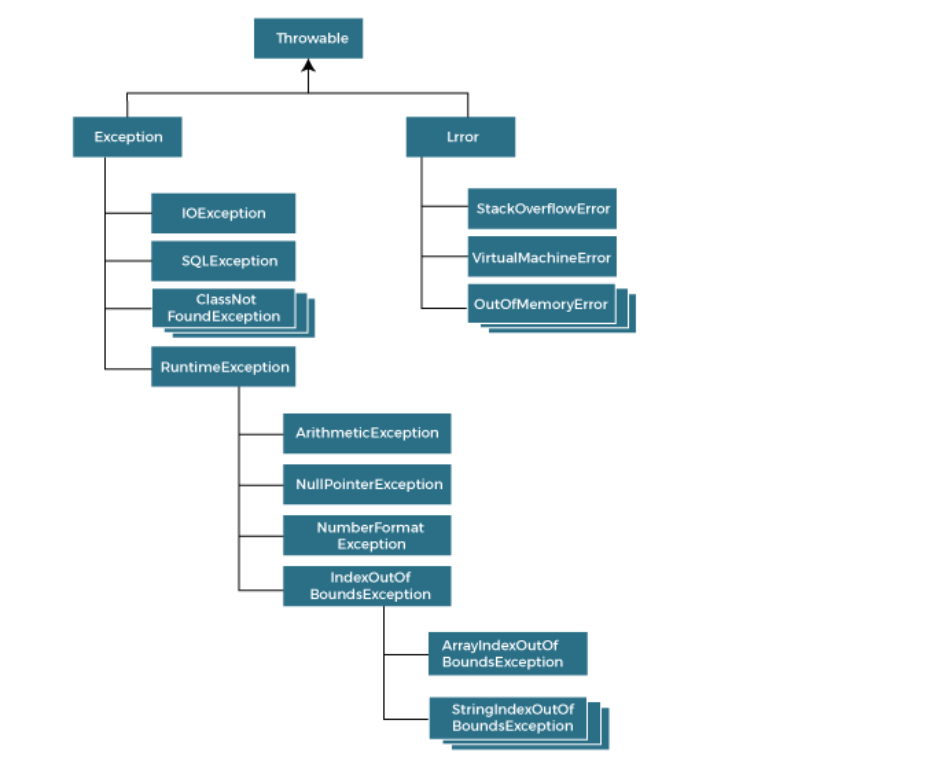 Throwable
Exception
Lrror
IOException
SQLException
ClassNot
FoundException
RuntimeException
StackOverflowError
VirtualMachineError
OutOfMemoryError
ArithmeticException
NullPointerException
NumberFormat
Exception
IndexOutOf
BoundsException
ArrayIndexOutOf
BoundsException
StringIndexOutOf
BoundsException